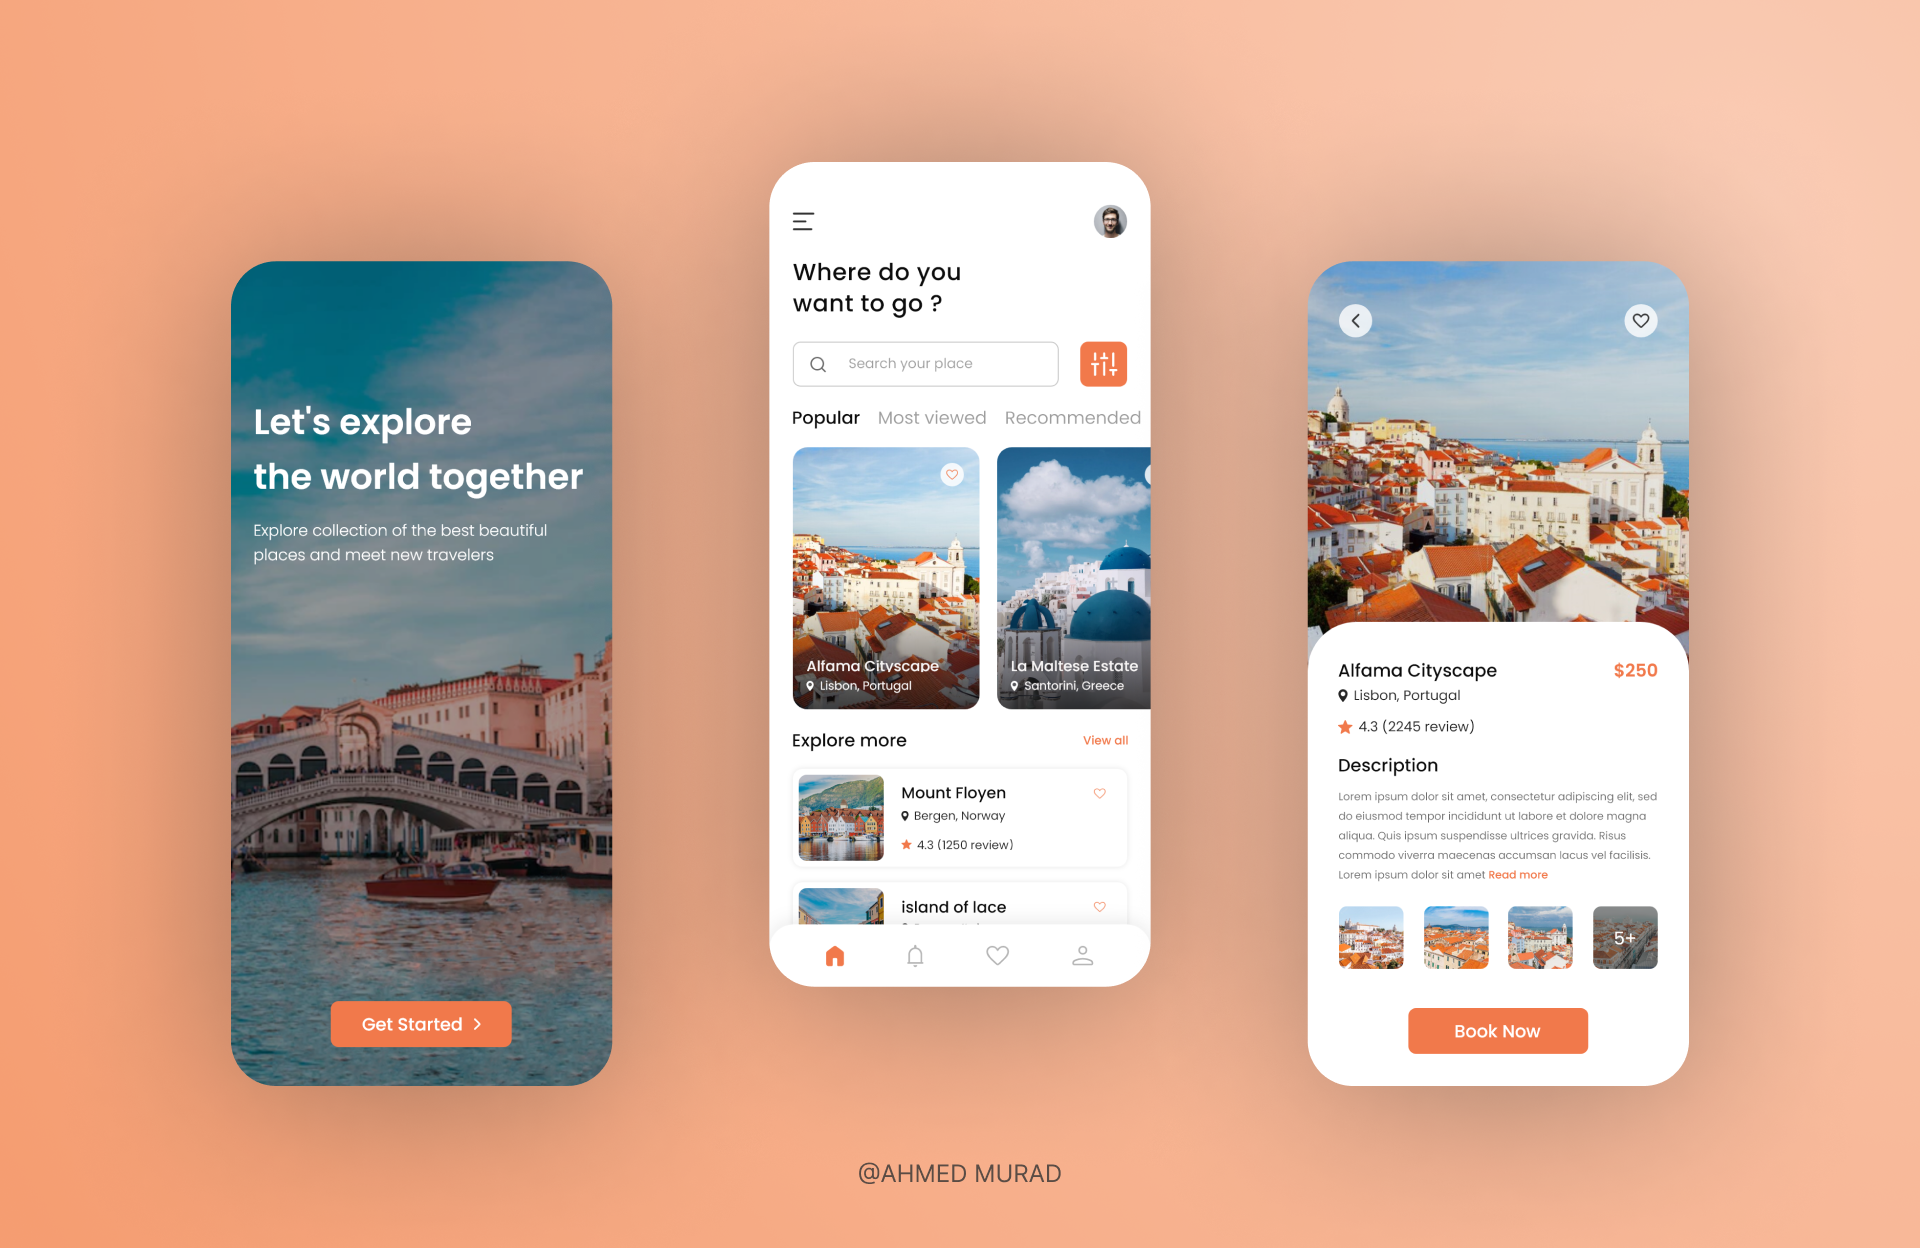 Let's explore
the world together
Explore collection of the best beautiful
places and meet new travelers
Get Started
Where do you
want to go ?
Search your place
Popular Most viewed Recommended
Alfama Cityscape
Lisbon, Portugal
La Maltese Estate
Santorini, Greece
Explore more
View all
Mount Floyen
Bergen, Norway
4.3 (1250 review)
island of lace
Alfama Cityscape
$250
Lisbon, Portugal
4.3 (2245 review)
Description
Lorem ipsum dolor sit amet, consectetur adipiscing elit, sed
do eiusmod tempor incididunt ut labore et dolore magna
aliqua. Quis ipsum suspendisse ultrices gravida. Risus
commodo viverra maecenas accumsan lacus vel facilisis.
Lorem ipsum dolor sit amet Read more
5+
Book Now
@AHMED MURAD